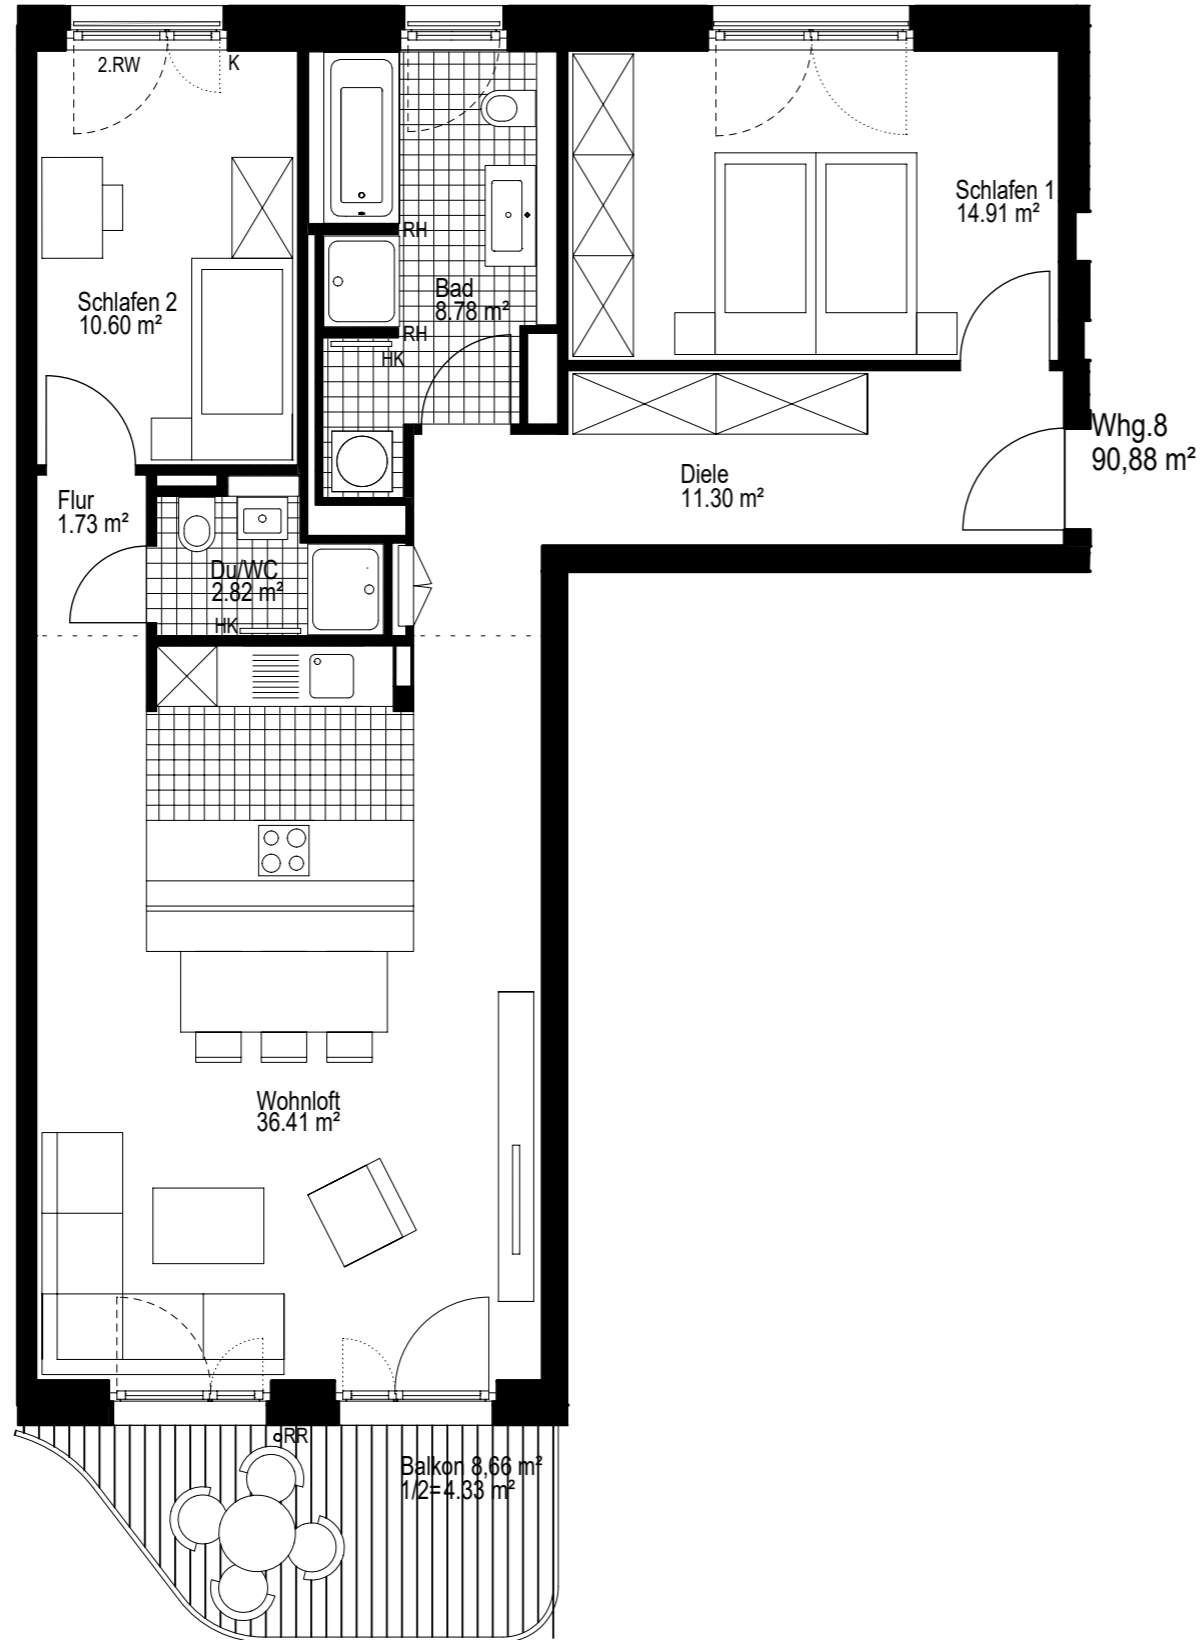 2.RW
K
Schlafen 1
14.91 m²
RH
Bad
8.78 m²
Schlafen 2
10.60 m²
RH
HK
Whg.8
90,88 m²
Diele
11.30 m²
Flur
1.73 m²
Du/WC
2.82 m²
HK
Wohnloft
36.41 m²
RR
Balkon 8,66 m²
1/2=4.33 m²